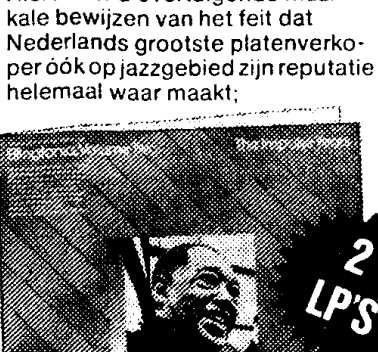 kale bewijzen van het feit dat
Nederlands grootste platenverko-
per óók op jazzgebied zijn reputatie
helemaal waar maakt;
2
LP'S